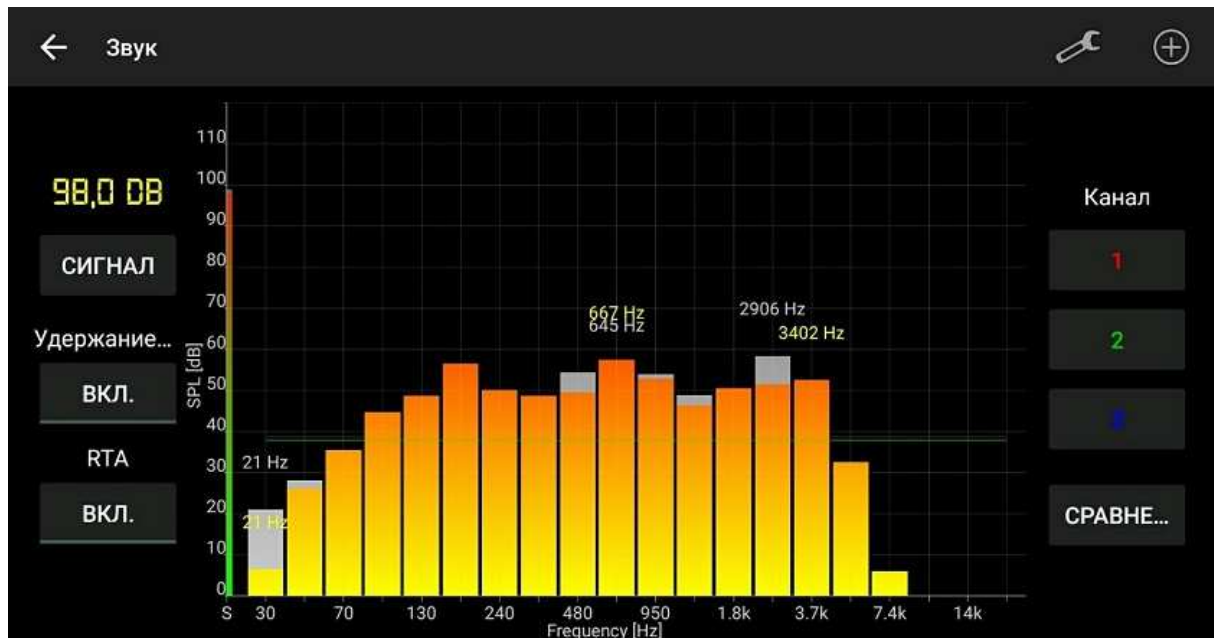 Звук
98,0 DB
СИГНАЛ
Удержание...
ВКЛ.
RTA
ВКЛ.
SPL [dB]
110
100
90
80
70
60
50
40
30
20
10
0
667 Hz
645 Hz
2906 Hz
3402 Hz
21 Hz
21 Hz
S 30 70 130 240 480 950 1.8k 3.7k 7.4k 14k
Frequency [Hz]
Канал
1
2
3
СРАВНЕ...